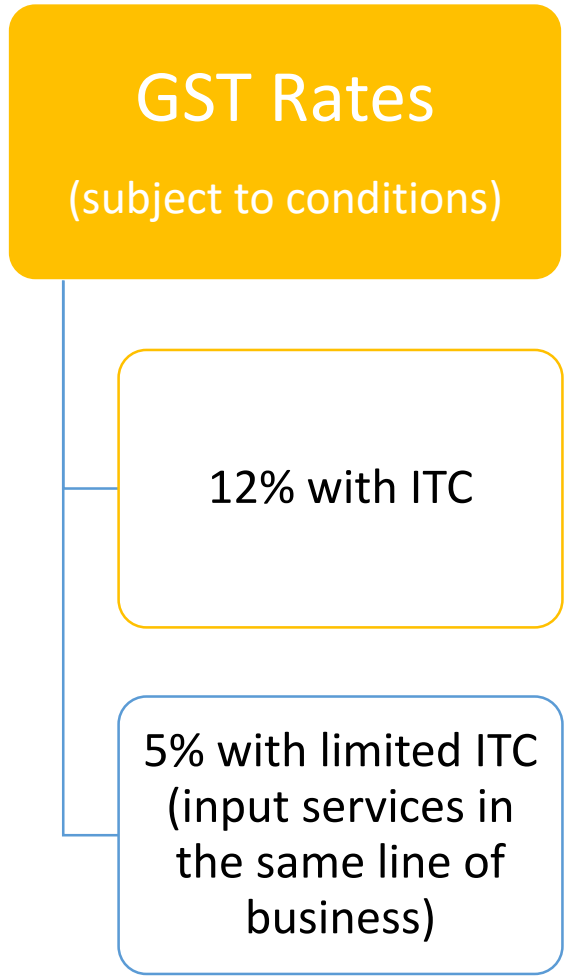 GST Rates
(subject to conditions)
12% with ITC
5% with limited ITC
(input services in
the same line of
business)